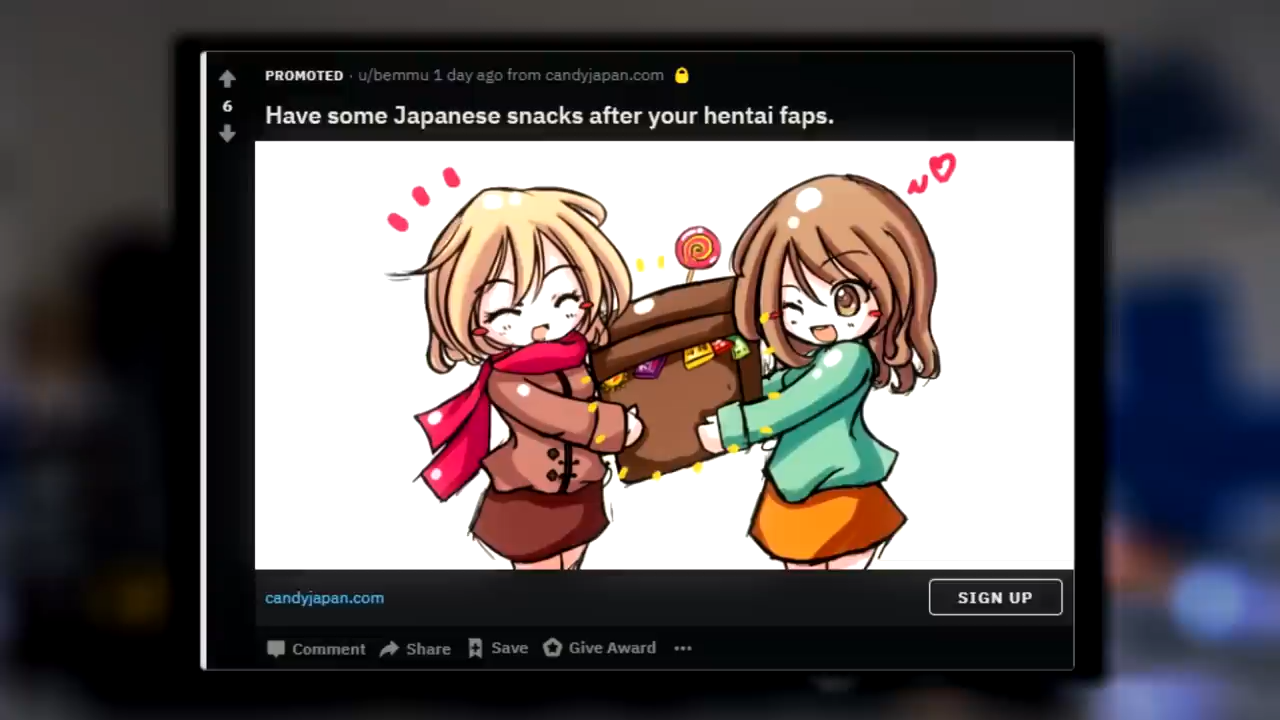 PROMOTED · u/bemmu 1 day ago from candyjapan.com
6
Have some Japanese snacks after your hentai faps.
candyjapan.com
SIGN UP
Comment Share Save Give Award